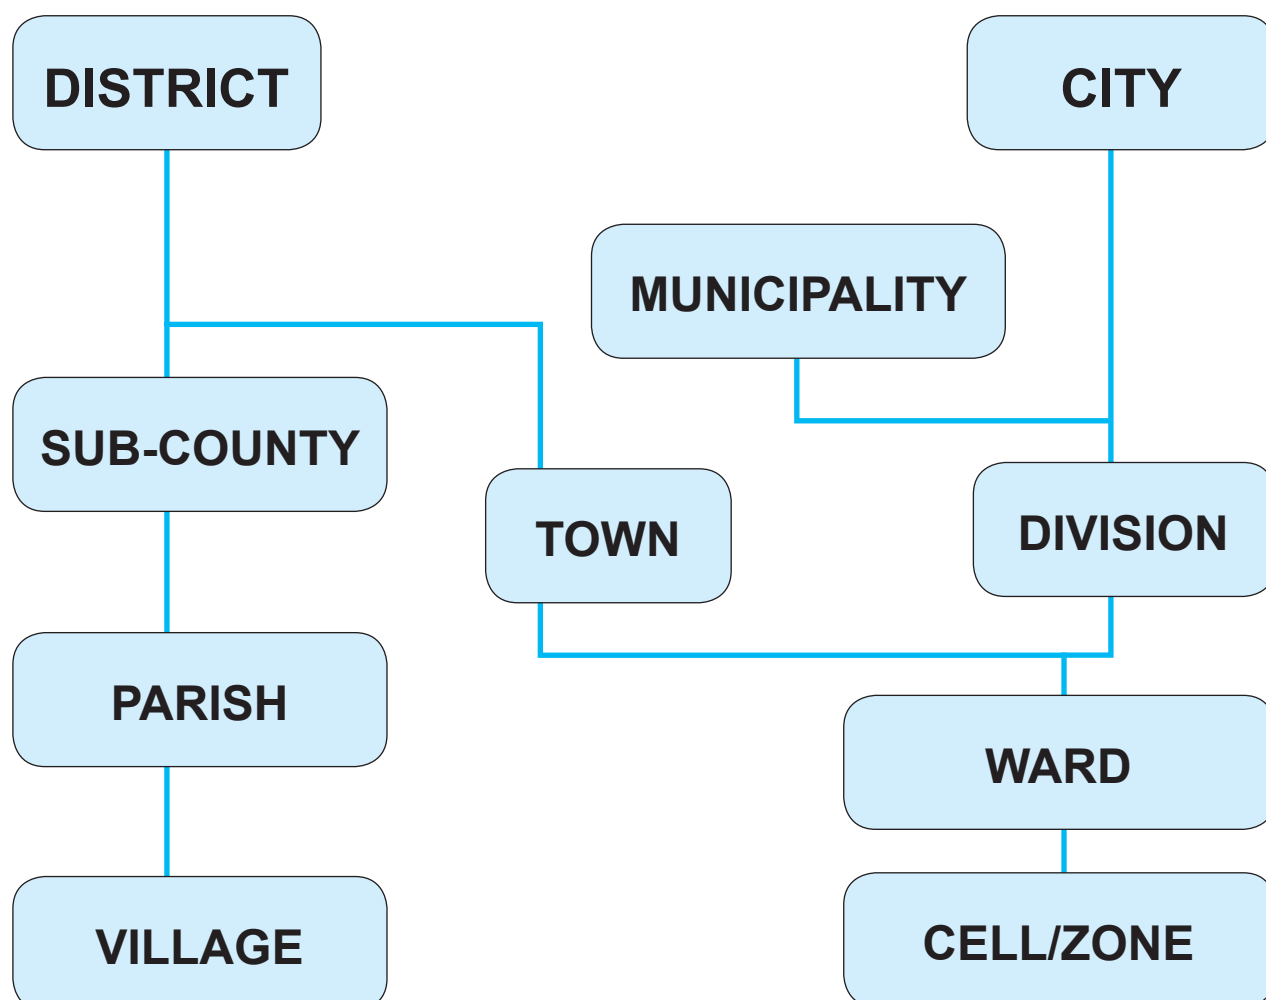 DISTRICT
CITY
MUNICIPALITY
SUB-COUNTY
TOWN
DIVISION
PARISH
WARD
VILLAGE
CELL/ZONE